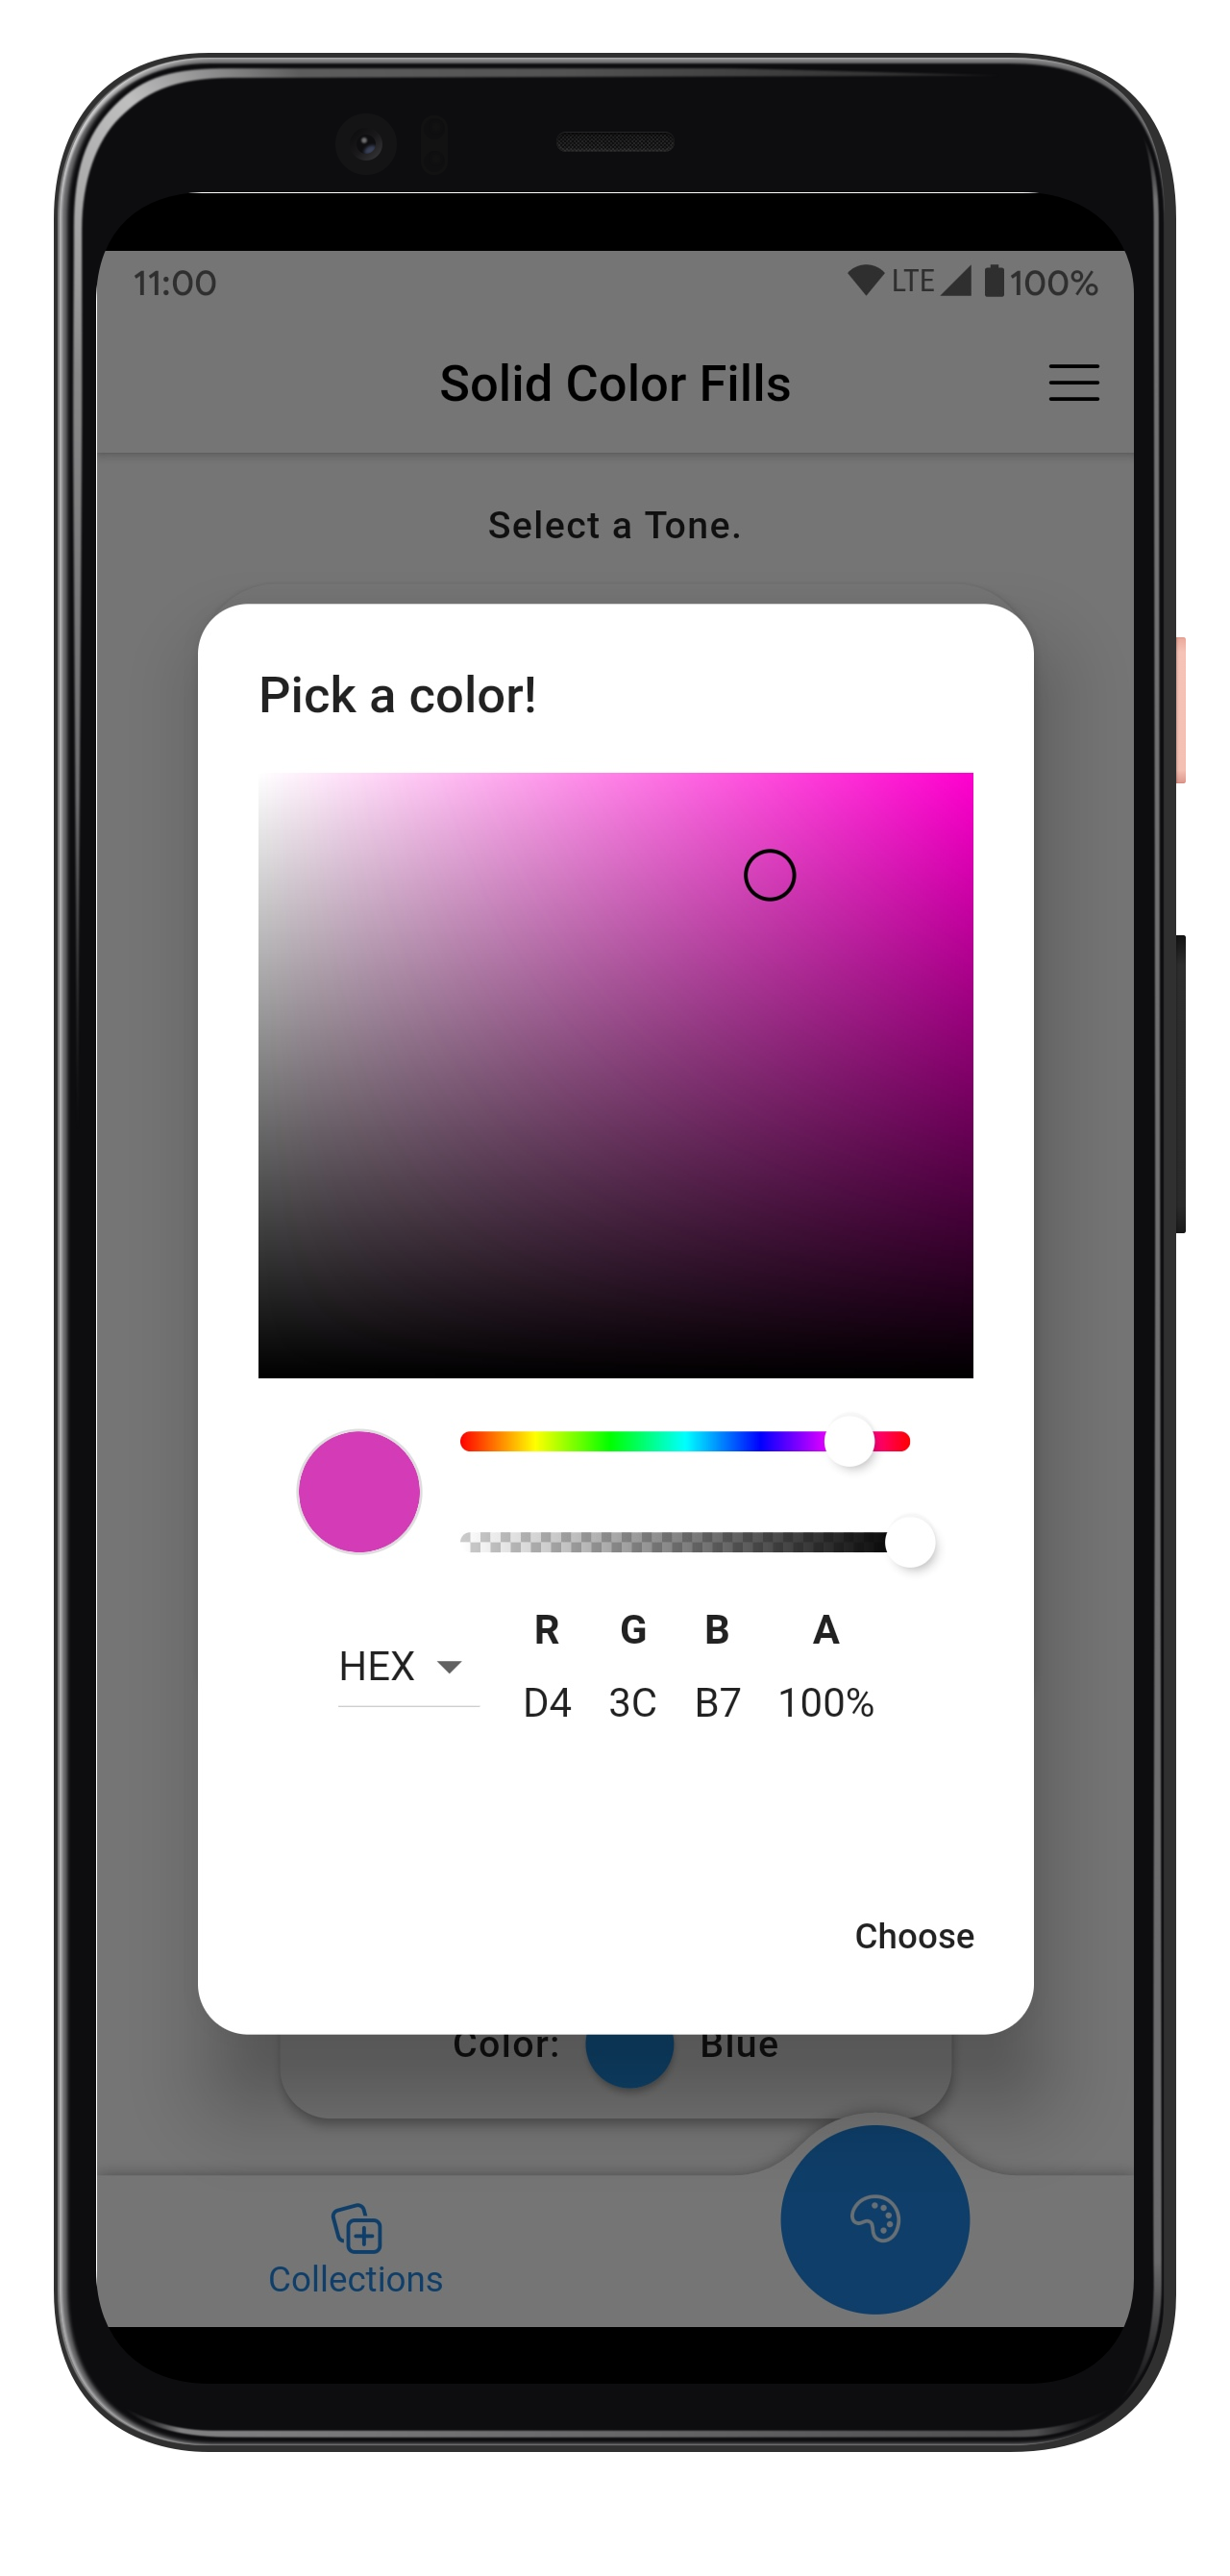 11:00 LTE 100%
Solid Color Fills
Select a Tone.
Pick a color!
R G B A
HEX
D4 3C B7 100%
Choose
Color: Blue
Collections